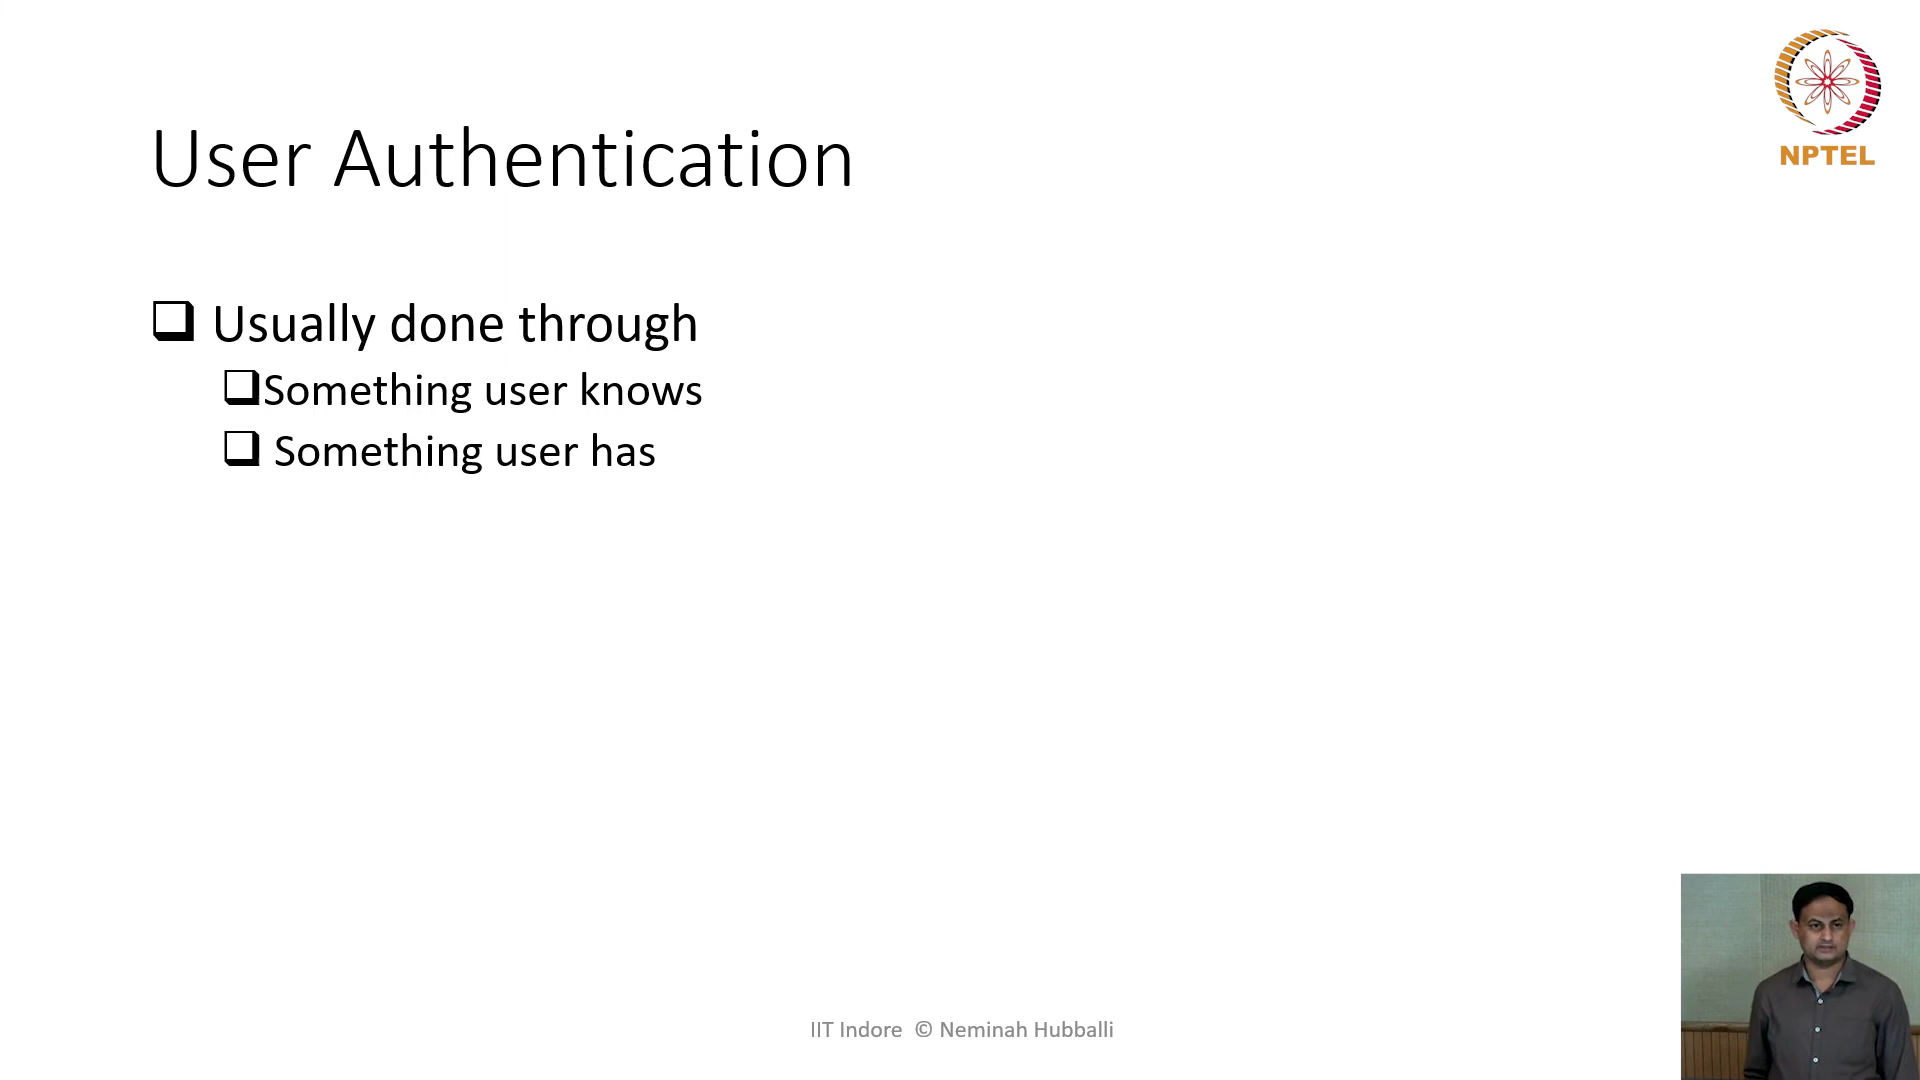 NPTEL
User Authentication
Usually done through
Something user knows
Something user has
IIT Indore © Neminah Hubballi